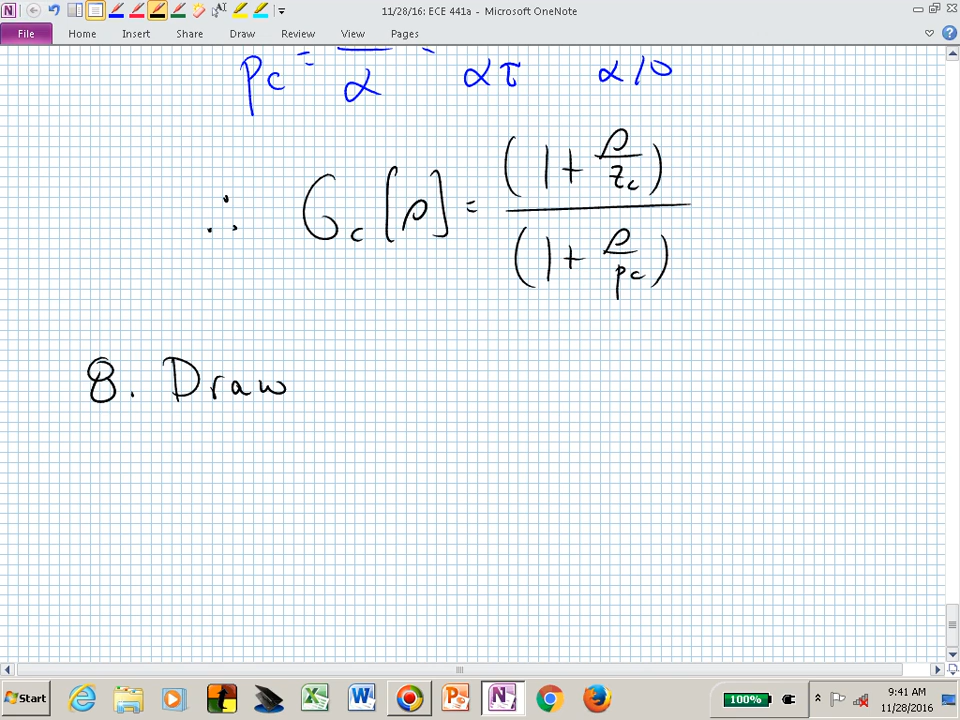 11/28/16: ECE 441a - Microsoft OneNote
File Home Insert Share Draw Review Pages View
pc = / α = ατ α10
∴ Gc[ρ] = (1 + ρ/zc) / (1 + ρ/pc)
8. Draw
Start
100%
9:41 AM
11/28/2016